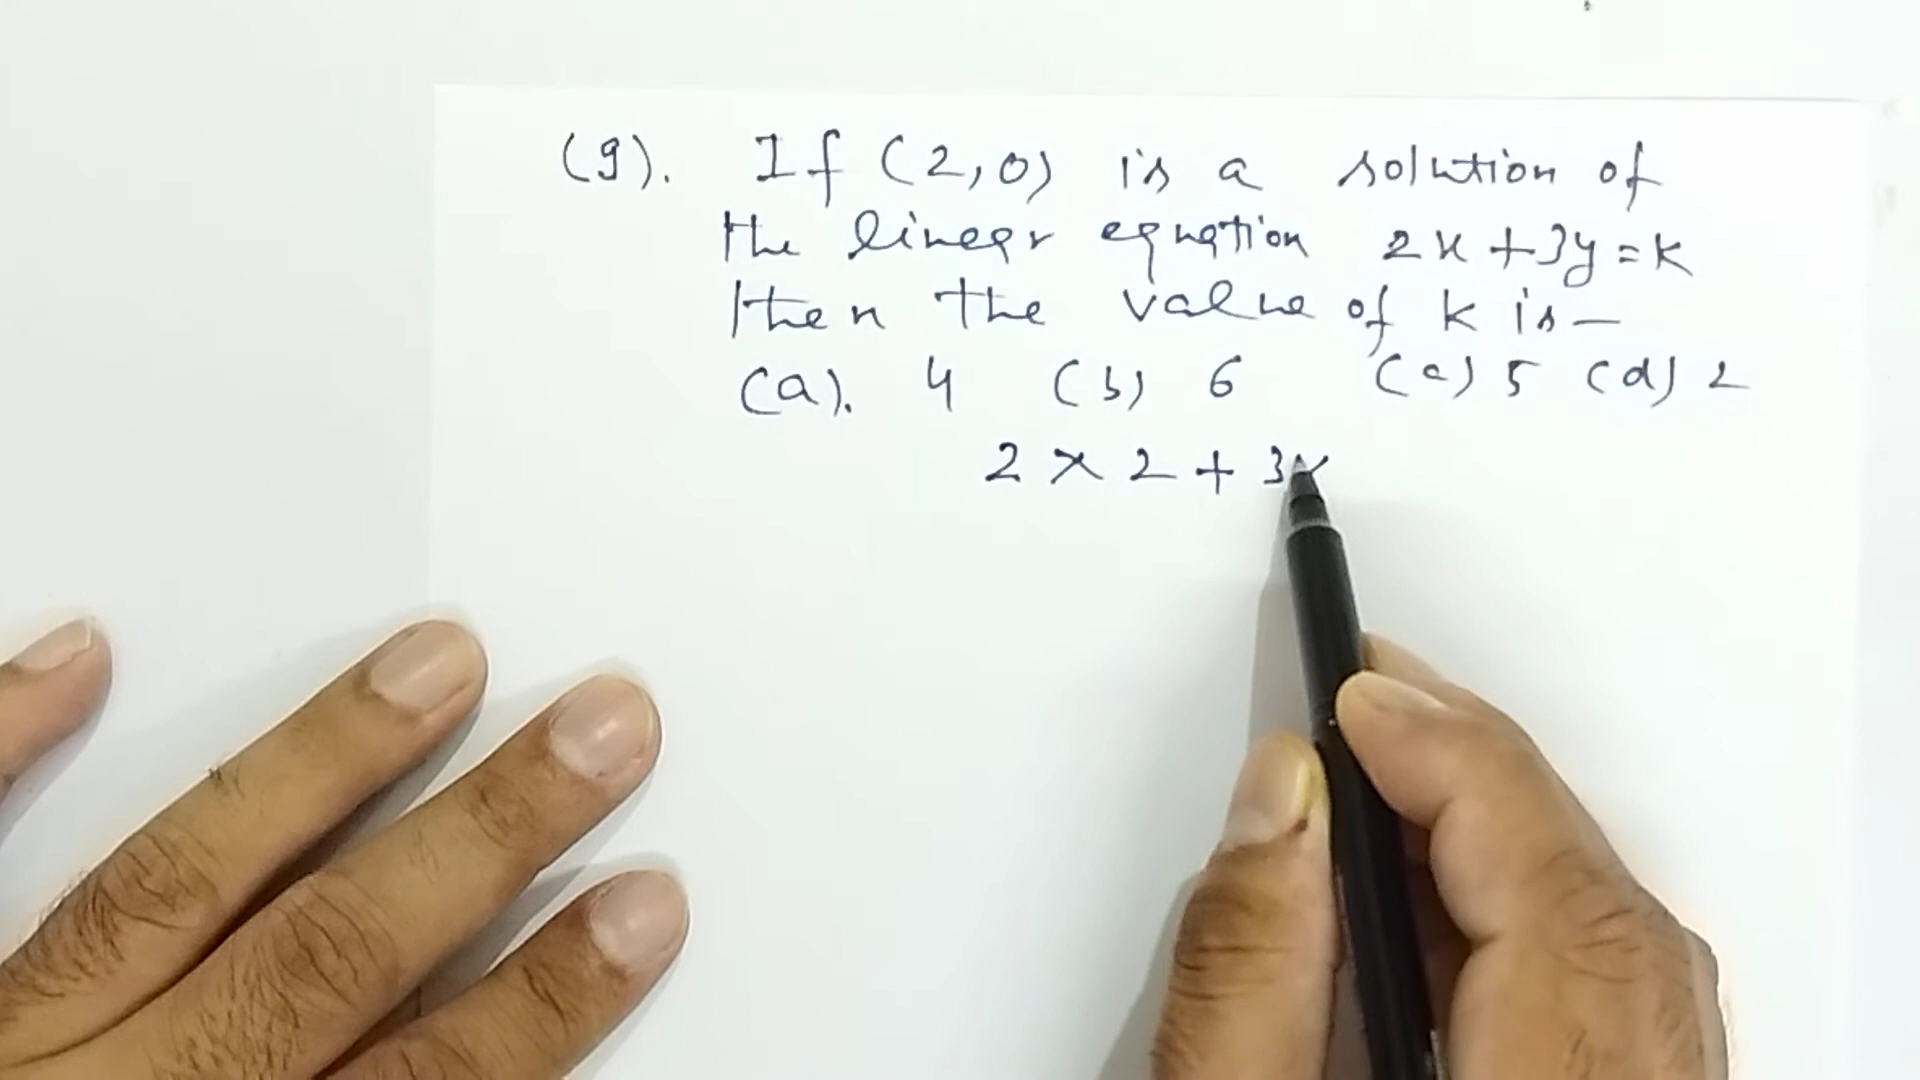 (9). If (2,0) is a solution of
the linear equation 2x+3y=k
then the value of k is—
(a). 4 (b) 6 (c) 5 (d) 2
2 × 2 + 3×